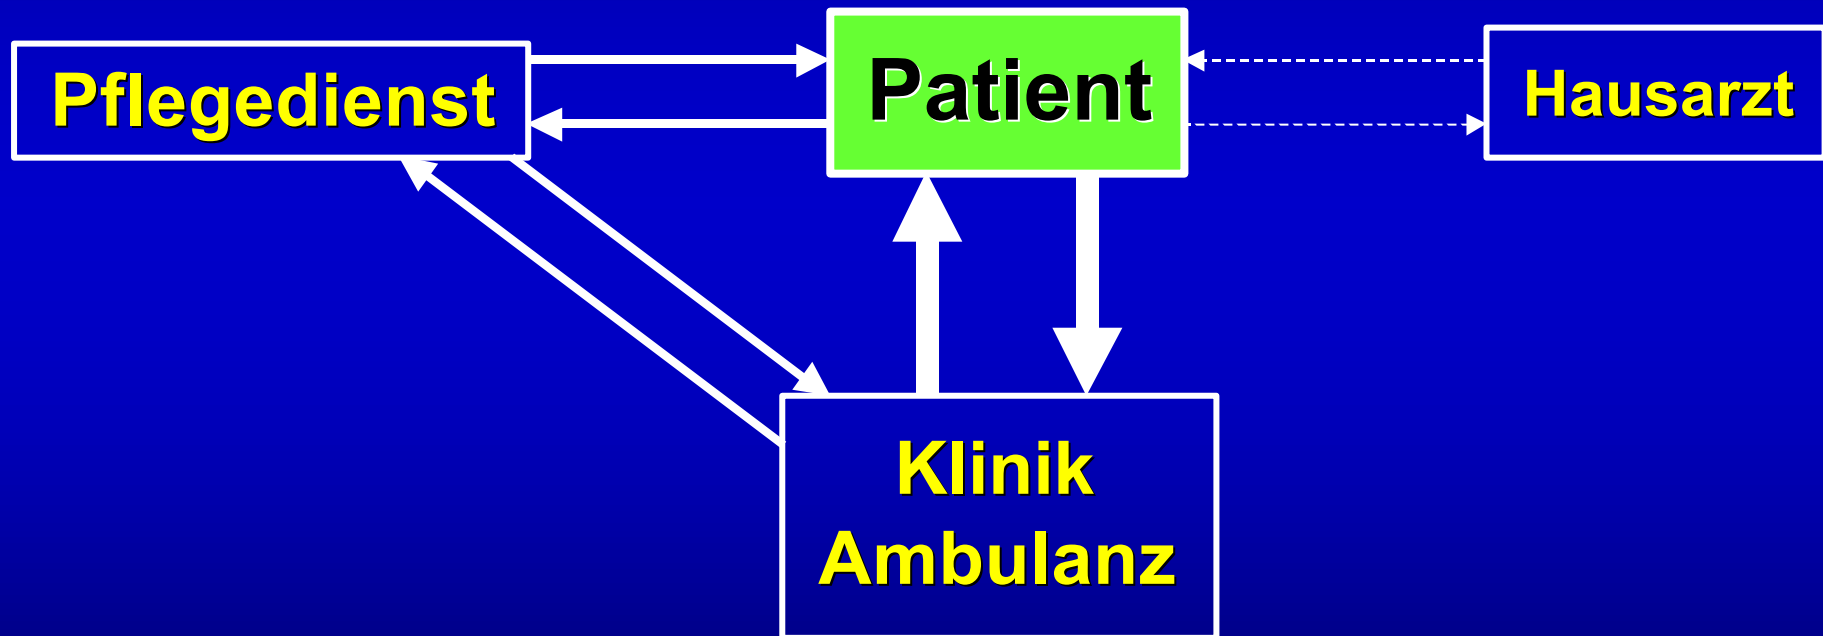 Pflegedienst
Patient
Hausarzt
Klinik
Ambulanz